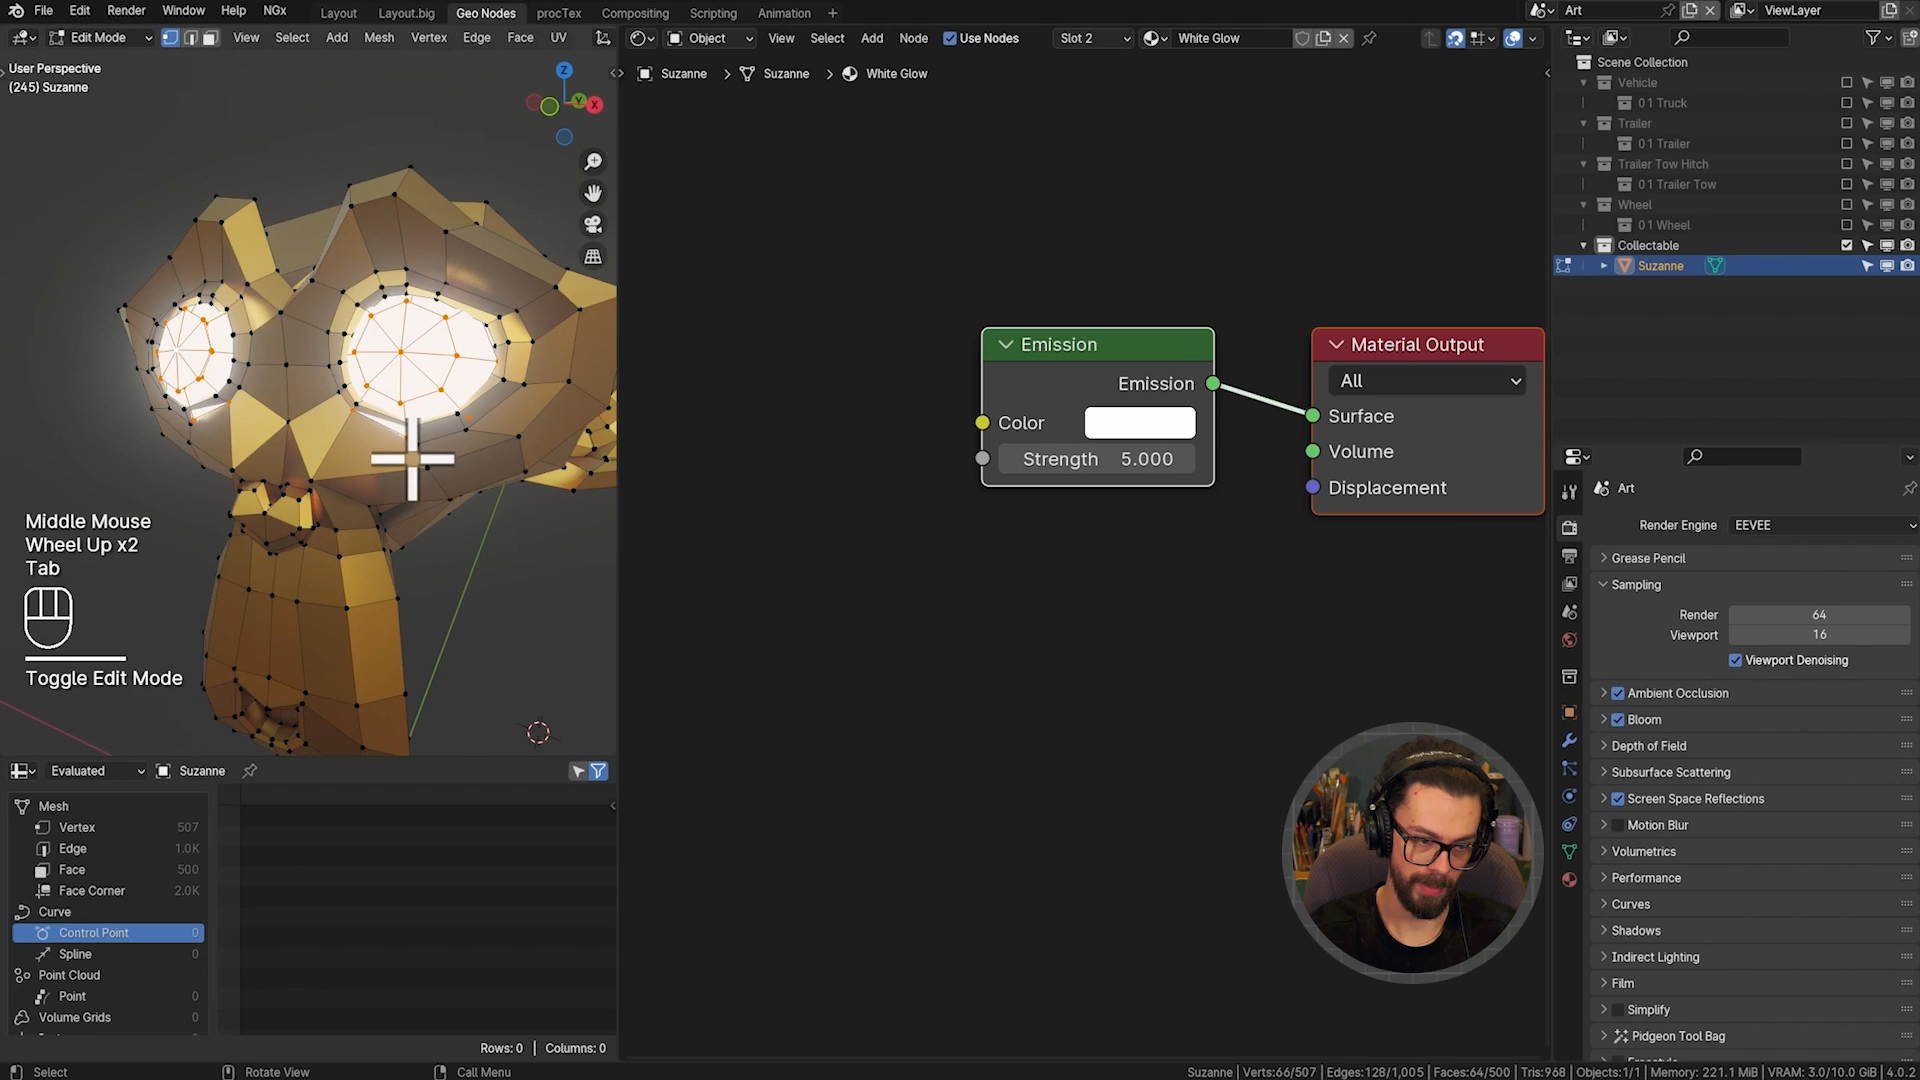 File Edit Render Window Help NGx Layout Layout.big Geo Nodes procTex Compositing Scripting Animation + Art ViewLayer
Edit Mode View Select Add Mesh Vertex Edge Face UV
Object View Select Add Node Use Nodes Slot 2 White Glow
User Perspective
(245) Suzanne
Z
Y
X
Suzanne > Suzanne > White Glow
Emission
Emission
Color
Strength 5.000
Material Output
All
Surface
Volume
Displacement
Middle Mouse
Wheel Up x2
Tab
Toggle Edit Mode
Evaluated Suzanne
Mesh
Vertex 507
Edge 1.0K
Face 500
Face Corner 2.0K
Curve
Control Point 0
Spline 0
Point Cloud
Point 0
Volume Grids 0
Rows: 0 | Columns: 0
Scene Collection
Vehicle
01 Truck
Trailer
01 Trailer
Trailer Tow Hitch
01 Trailer Tow
Wheel
01 Wheel
Collectable
Suzanne
Art
Render Engine EEVEE
Grease Pencil
Sampling
Render 64
Viewport 16
Viewport Denoising
Ambient Occlusion
Bloom
Depth of Field
Subsurface Scattering
Screen Space Reflections
Motion Blur
Volumetrics
Performance
Curves
Shadows
Indirect Lighting
Film
Simplify
Pidgeon Tool Bag
Select Rotate View Call Menu
Suzanne | Verts:66/507 | Edges:128/1,005 | Faces:64/500 | Tris:968 | Objects:1/1 | Memory: 221.1 MiB | VRAM: 3.0/10.0 GiB | 4.0.2